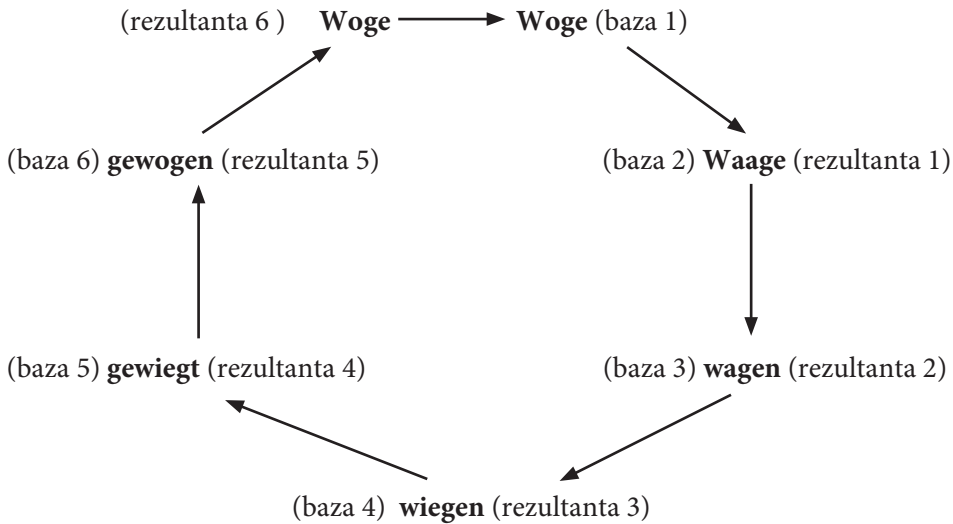 (rezultanta 6 ) Woge Woge (baza 1)
(baza 6) gewogen (rezultanta 5) (baza 2) Waage (rezultanta 1)
(baza 5) gewiegt (rezultanta 4) (baza 3) wagen (rezultanta 2)
(baza 4) wiegen (rezultanta 3)